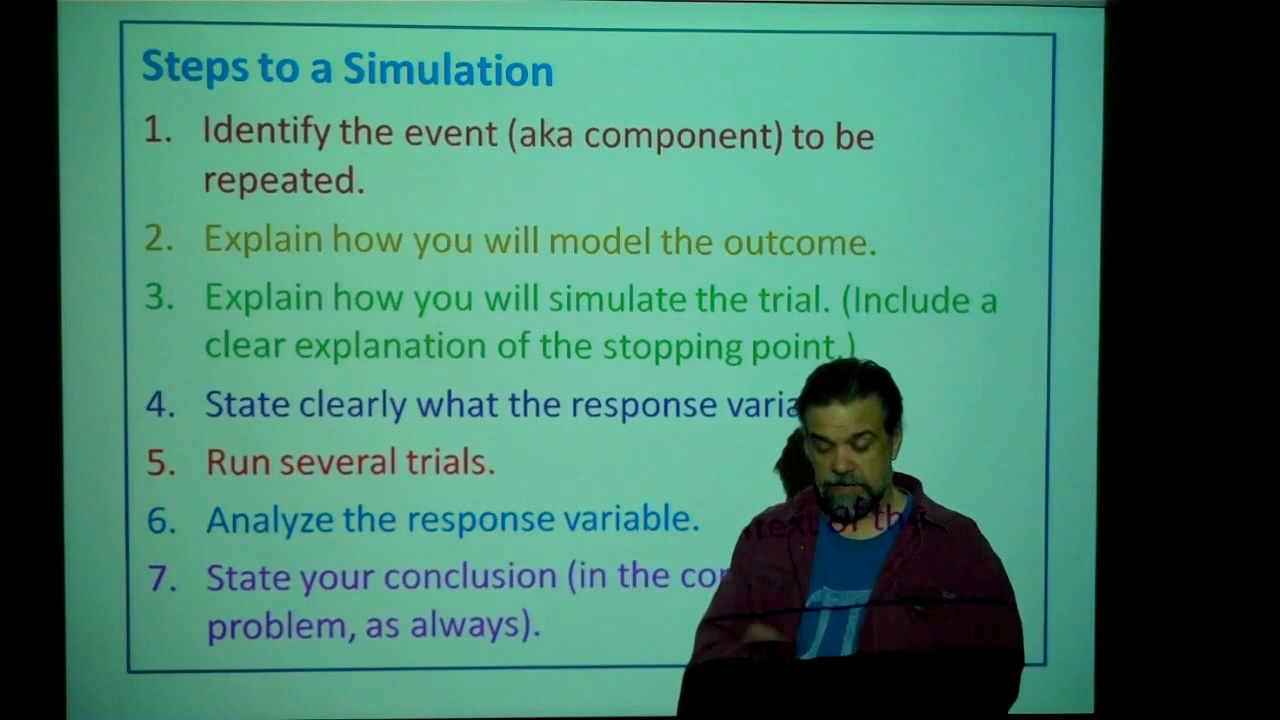 Steps to a Simulation
1. Identify the event (aka component) to be
repeated.
2. Explain how you will model the outcome.
3. Explain how you will simulate the trial. (Include a
clear explanation of the stopping point.)
4. State clearly what the response
5. Run several trials.
6. Analyze the response variable.
7. State your conclusion (in the context of the
problem, as always).
π